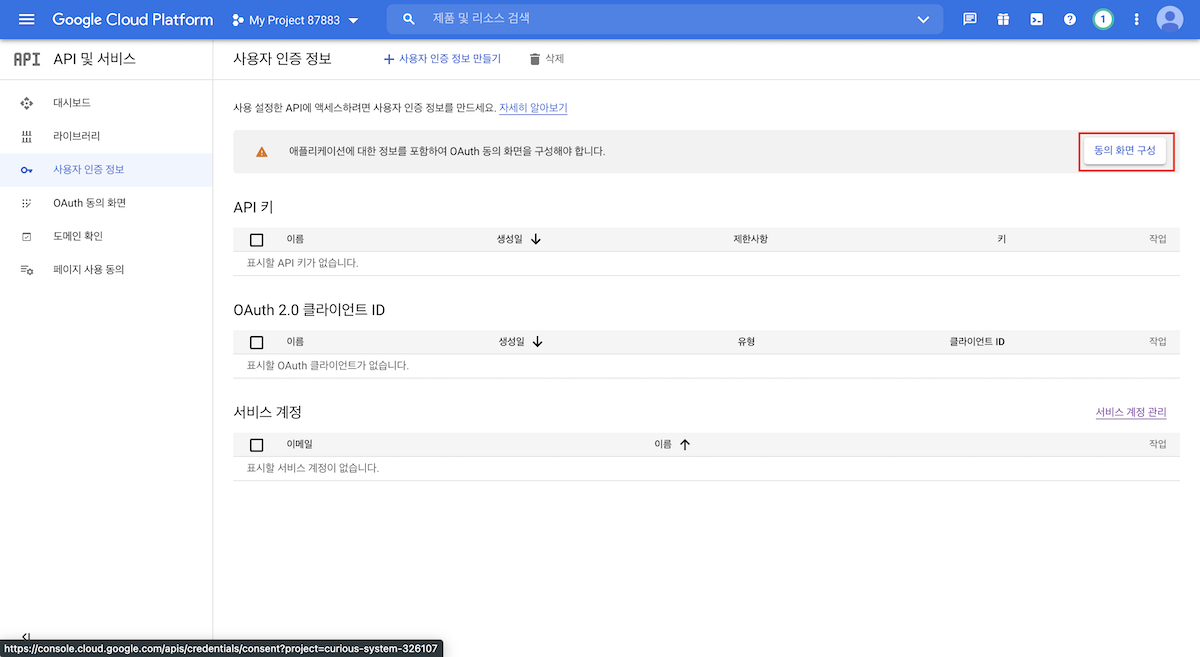 Google Cloud Platform
My Project 87883
제품 및 리소스 검색
1
API API 및 서비스
사용자 인증 정보
+ 사용자 인증 정보 만들기
삭제
대시보드
라이브러리
사용자 인증 정보
OAuth 동의 화면
도메인 확인
페이지 사용 동의
사용 설정한 API에 액세스하려면 사용자 인증 정보를 만드세요. 자세히 알아보기
애플리케이션에 대한 정보를 포함하여 OAuth 동의 화면을 구성해야 합니다.
동의 화면 구성
API 키
이름 생성일 제한사항 키 작업
표시할 API 키가 없습니다.
OAuth 2.0 클라이언트 ID
이름 생성일 유형 클라이언트 ID 작업
표시할 OAuth 클라이언트가 없습니다.
서비스 계정
서비스 계정 관리
이메일 이름 작업
표시할 서비스 계정이 없습니다.
https://console.cloud.google.com/apis/credentials/consent?project=curious-system-326107